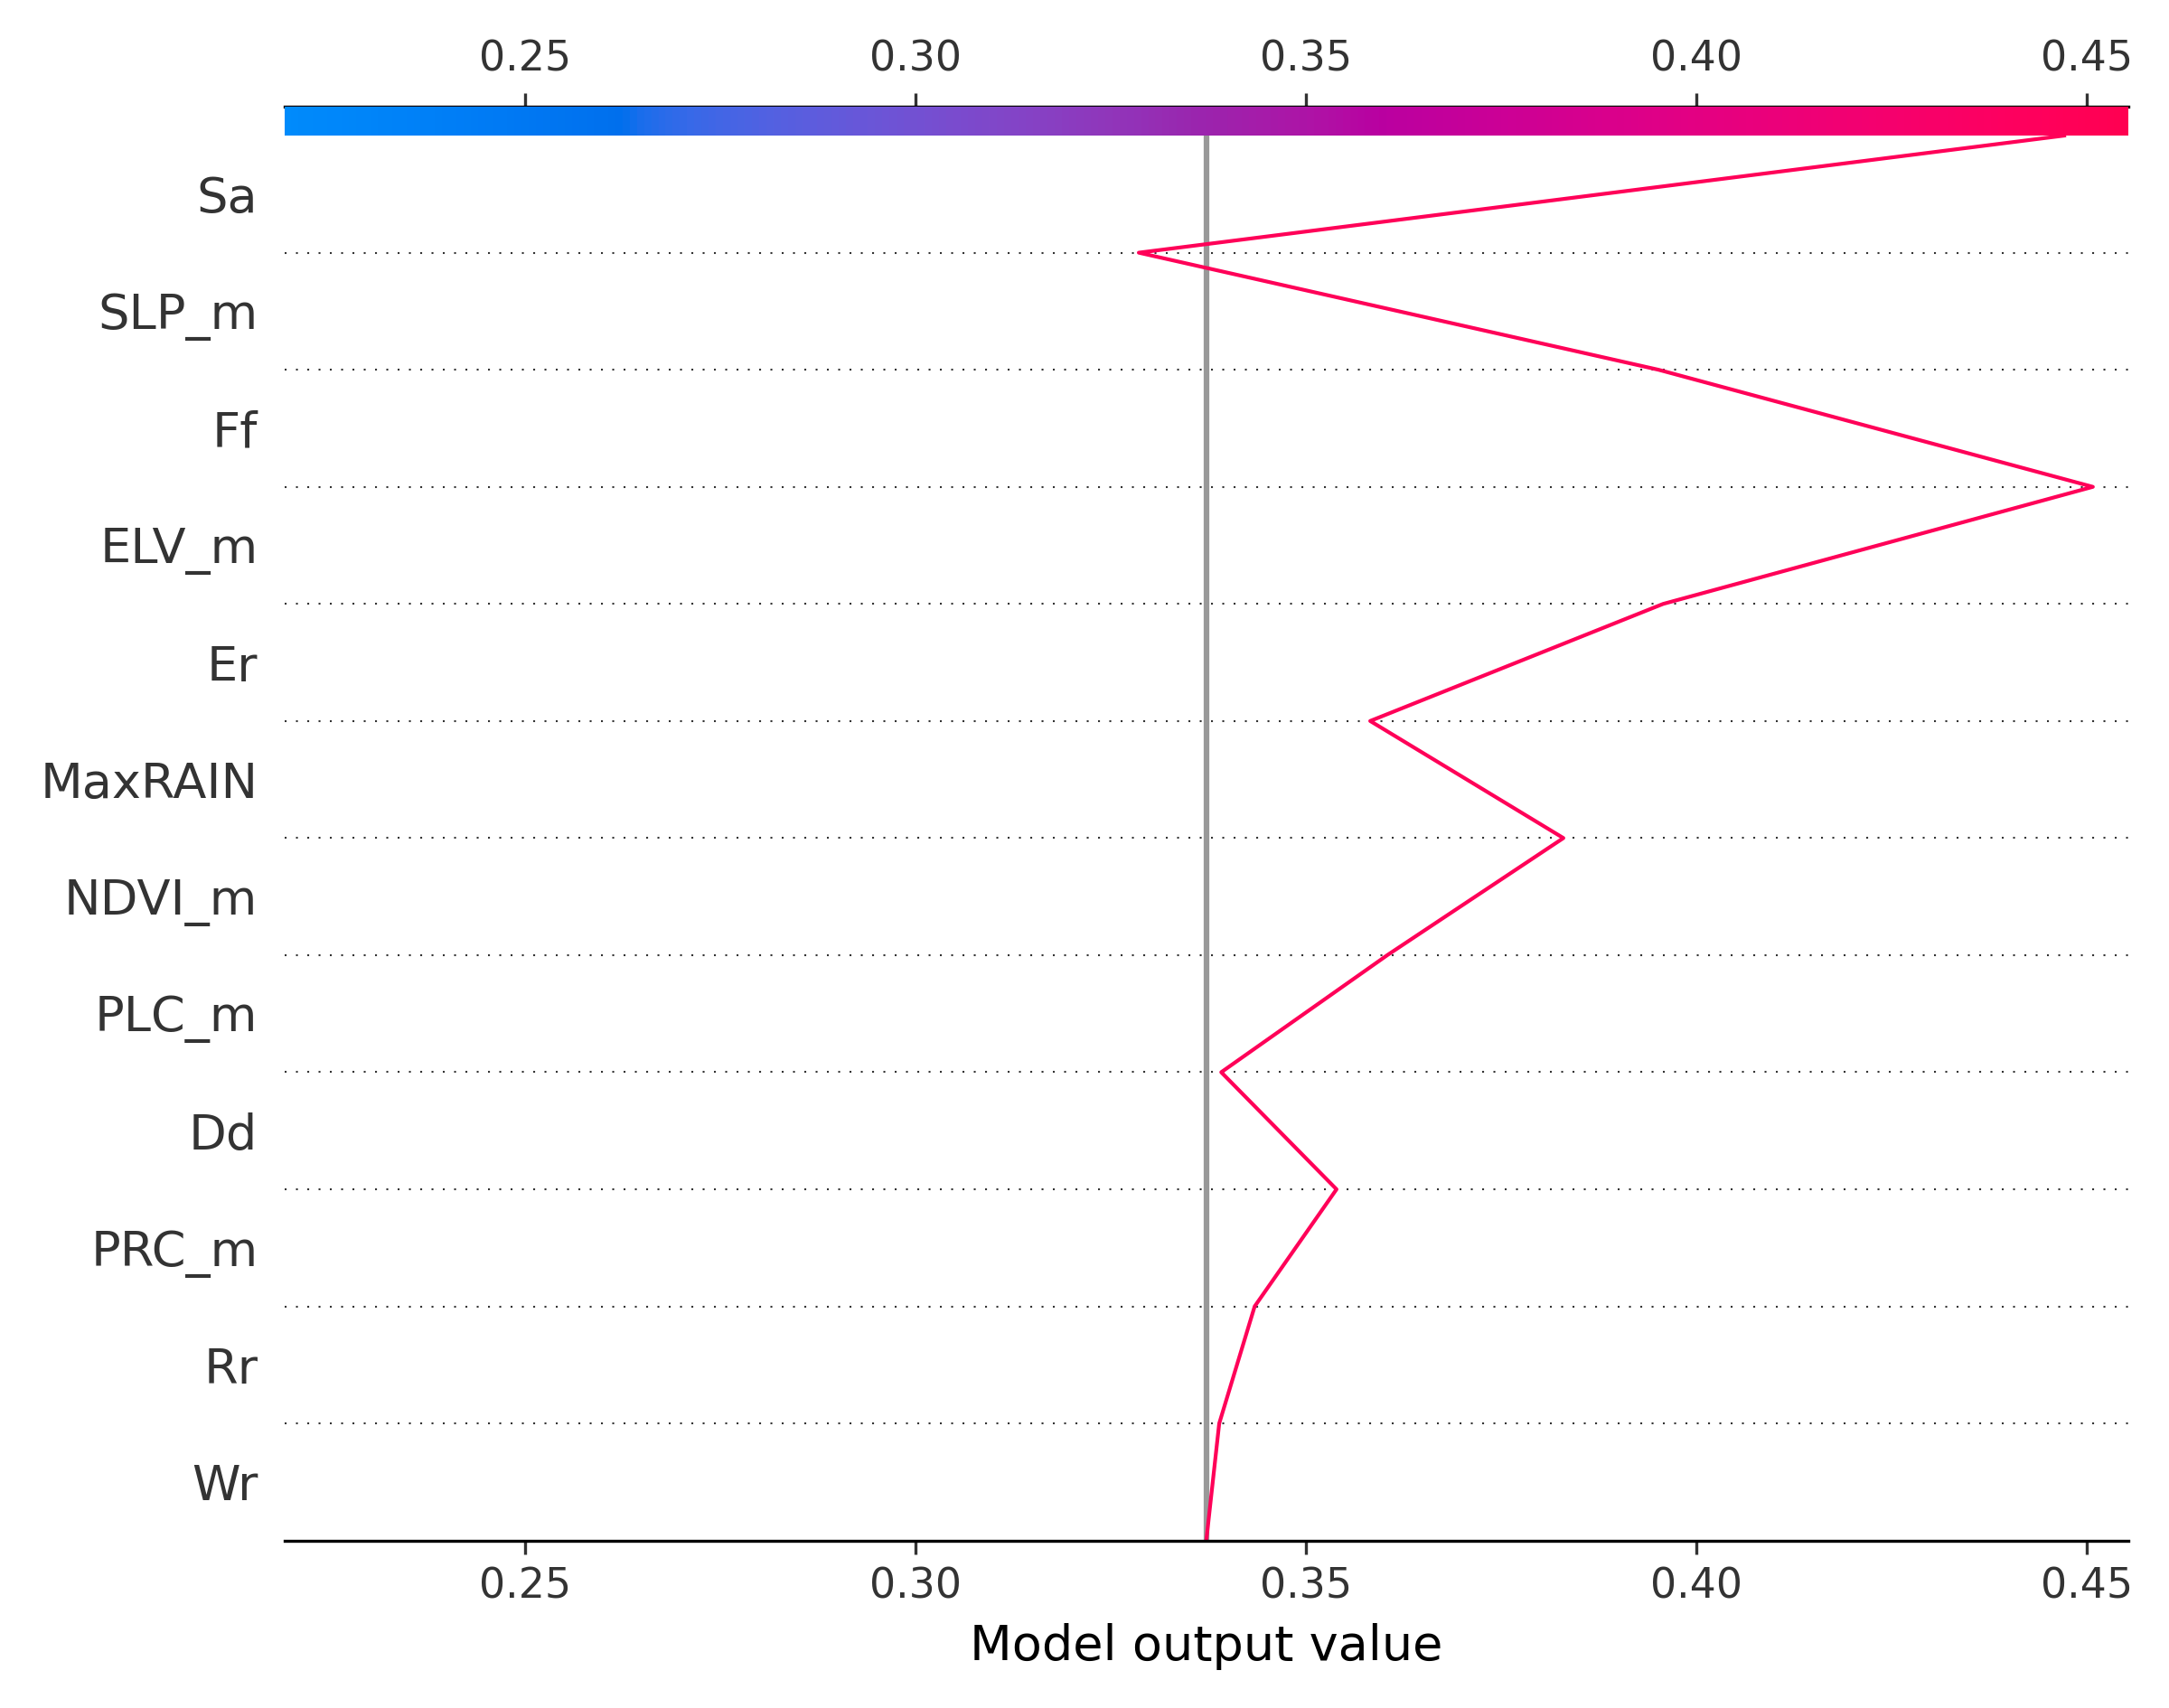 0.25 0.30 0.35 0.40 0.45
Sa
SLP_m
Ff
ELV_m
Er
MaxRAIN
NDVI_m
PLC_m
Dd
PRC_m
Rr
Wr
0.25 0.30 0.35 0.40 0.45
Model output value